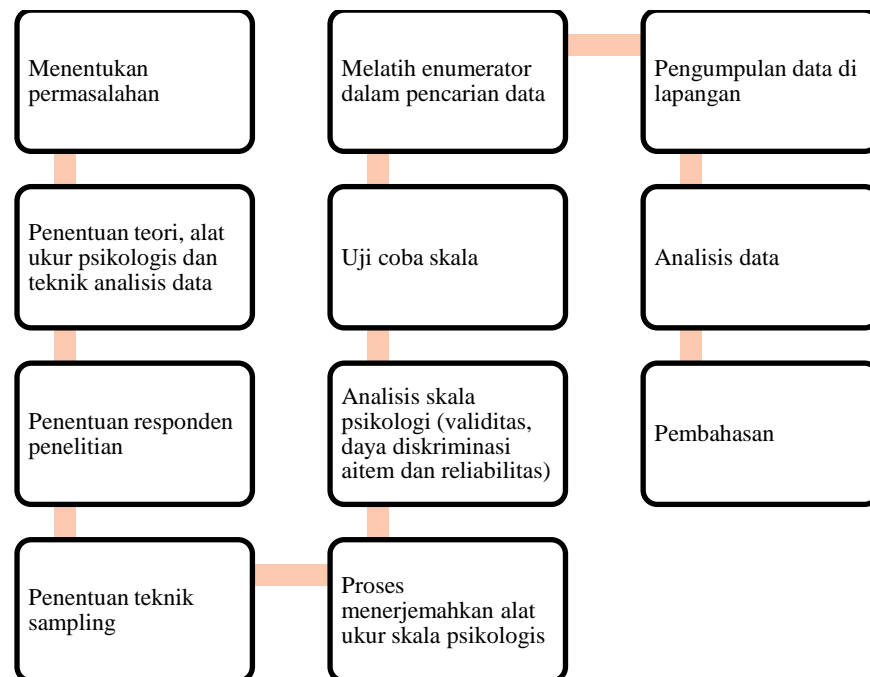 Menentukan
permasalahan
Penentuan teori, alat
ukur psikologis dan
teknik analisis data
Penentuan responden
penelitian
Penentuan teknik
sampling
Proses
menerjemahkan alat
ukur skala psikologis
Analisis skala
psikologi (validitas,
daya diskriminasi
aitem dan reliabilitas)
Uji coba skala
Melatih enumerator
dalam pencarian data
Pengumpulan data di
lapangan
Analisis data
Pembahasan